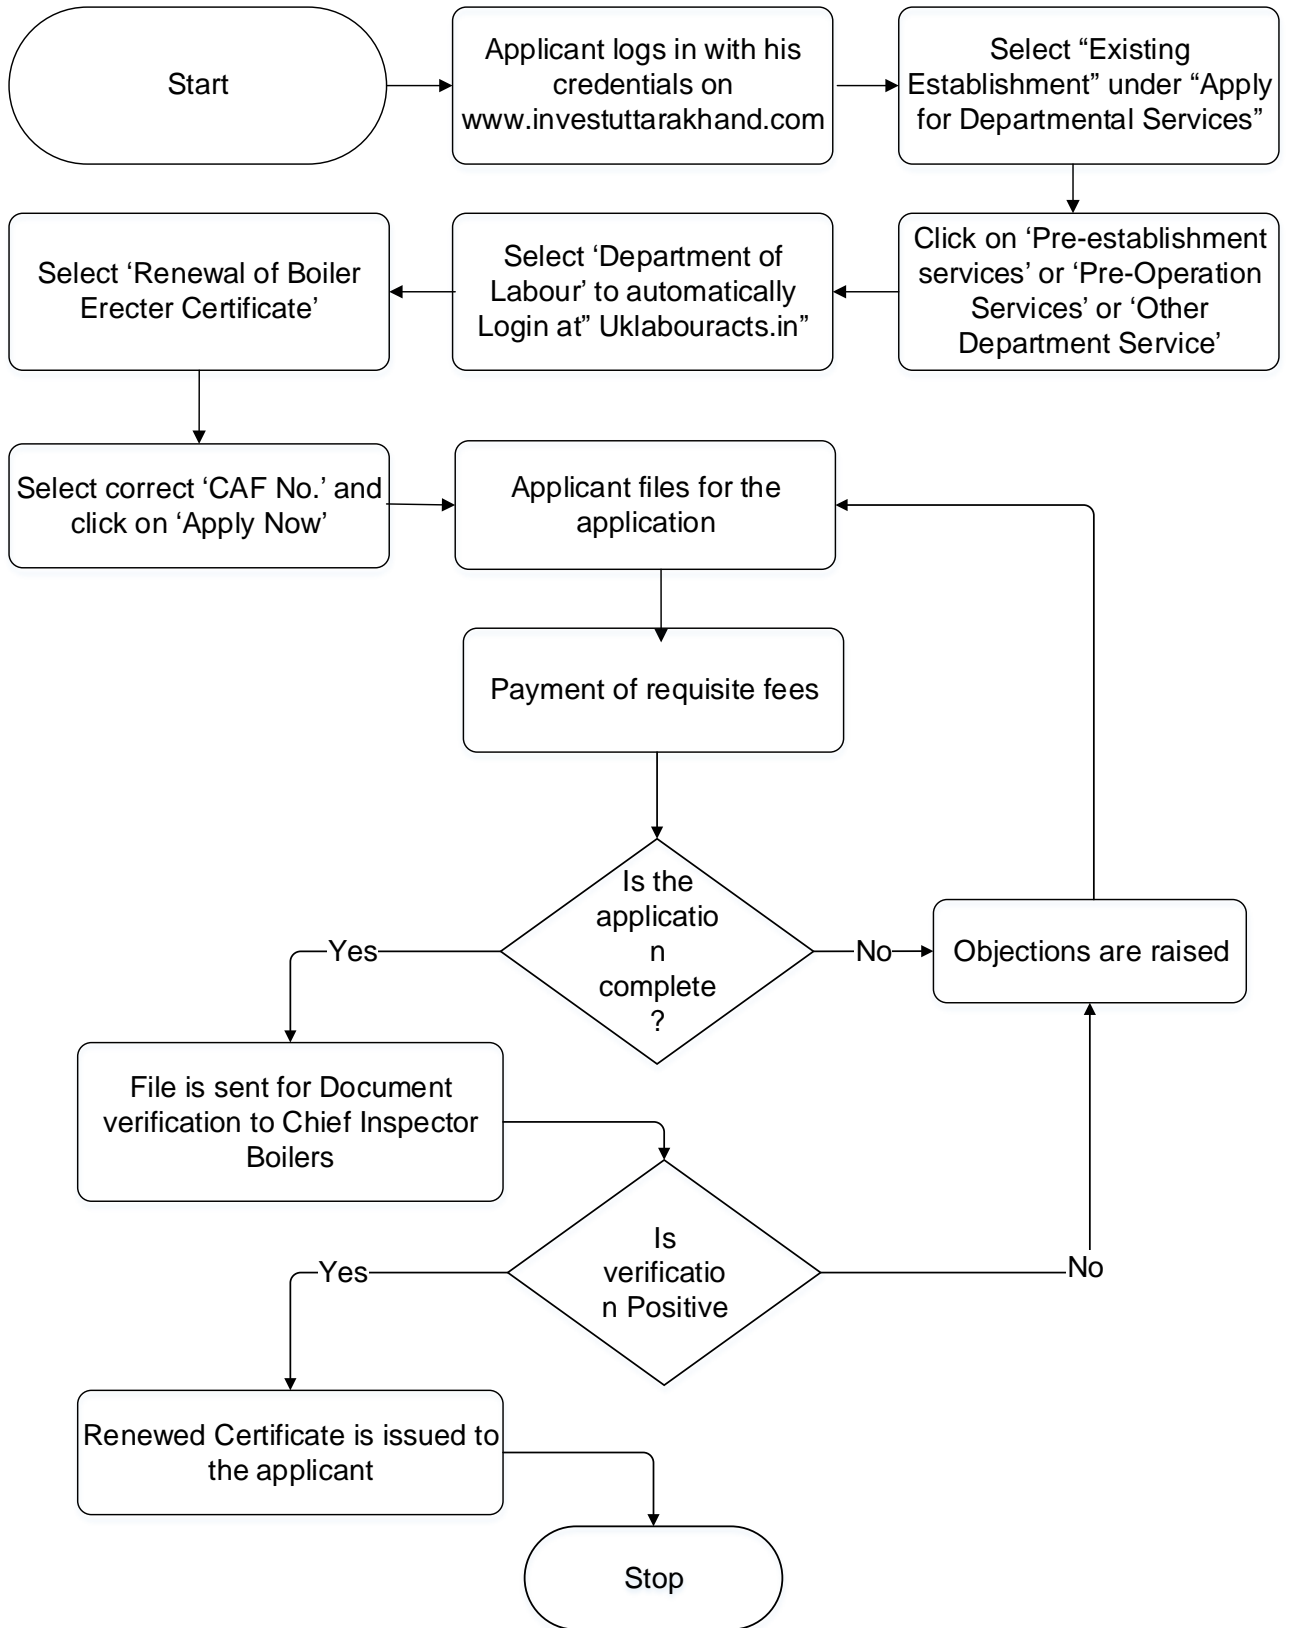 Start
Applicant logs in with his
credentials on
www.investuttarakhand.com
Select “Existing
Establishment” under “Apply
for Departmental Services”
Click on ‘Pre-establishment
services’ or ‘Pre-Operation
Services’ or ‘Other
Department Service’
Select ‘Department of
Labour’ to automatically
Login at” Uklabouracts.in”
Select ‘Renewal of Boiler
Erecter Certificate’
Select correct ‘CAF No.’ and
click on ‘Apply Now’
Applicant files for the
application
Payment of requisite fees
Is the
applicatio
n
complete
?
Yes
No
Objections are raised
File is sent for Document
verification to Chief Inspector
Boilers
Is
verificatio
n Positive
Yes
No
Renewed Certificate is issued to
the applicant
Stop